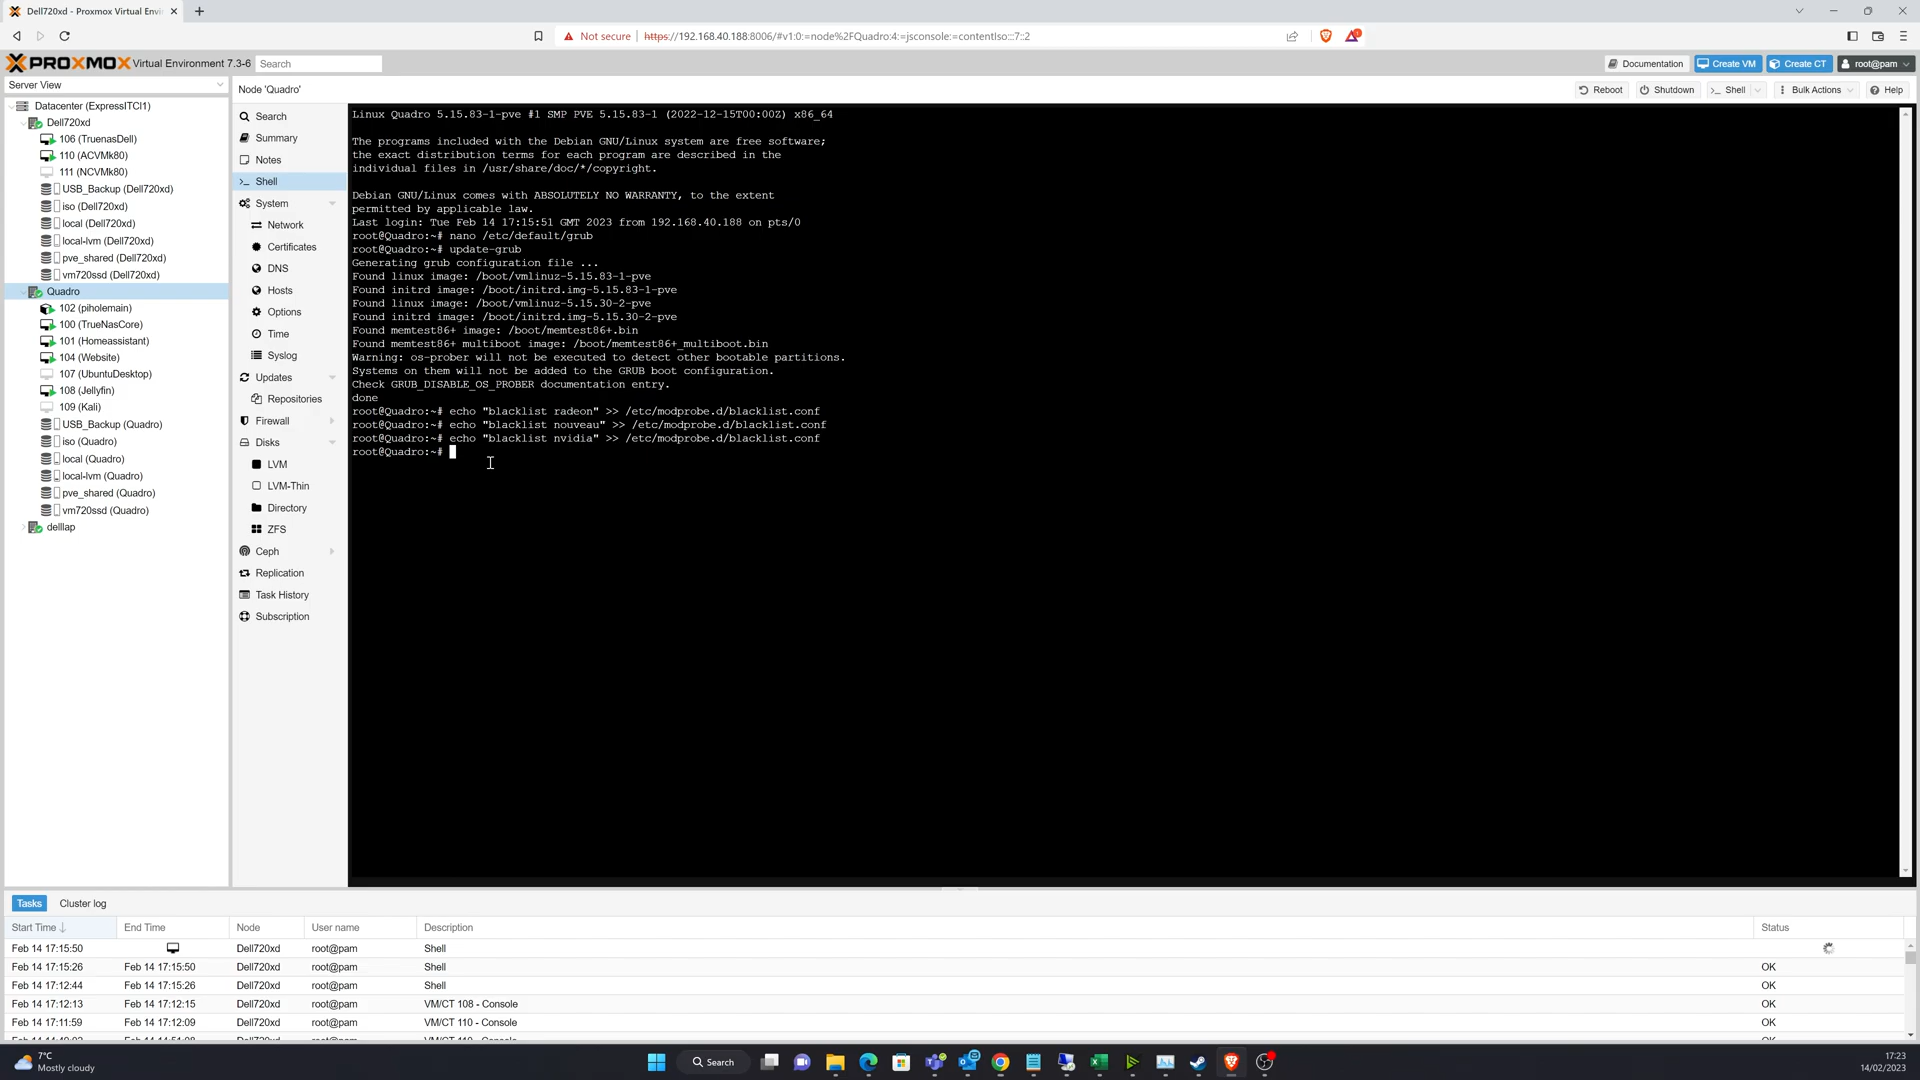 Dell720xd - Proxmox Virtual Envi
Not secure | https://192.168.40.188:8006/#v1:0:=node%2FQuadro:4:=jsconsole:=contentIso:::7::2
PROXMOX Virtual Environment 7.3-6 Search
Documentation Create VM Create CT root@pam
Server View
Node 'Quadro'
Reboot Shutdown Shell Bulk Actions Help
Datacenter (ExpressITCl1)
Dell720xd
106 (TruenasDell)
110 (ACVMk80)
111 (NCVMk80)
USB_Backup (Dell720xd)
iso (Dell720xd)
local (Dell720xd)
local-lvm (Dell720xd)
pve_shared (Dell720xd)
vm720ssd (Dell720xd)
Quadro
102 (piholemain)
100 (TrueNasCore)
101 (Homeassistant)
104 (Website)
107 (UbuntuDesktop)
108 (Jellyfin)
109 (Kali)
USB_Backup (Quadro)
iso (Quadro)
local (Quadro)
local-lvm (Quadro)
pve_shared (Quadro)
vm720ssd (Quadro)
delllap
Search
Summary
Notes
Shell
System
Network
Certificates
DNS
Hosts
Options
Time
Syslog
Updates
Repositories
Firewall
Disks
LVM
LVM-Thin
Directory
ZFS
Ceph
Replication
Task History
Subscription
Linux Quadro 5.15.83-1-pve #1 SMP PVE 5.15.83-1 (2022-12-15T00:00Z) x86_64
The programs included with the Debian GNU/Linux system are free software;
the exact distribution terms for each program are described in the
individual files in /usr/share/doc/*/copyright.
Debian GNU/Linux comes with ABSOLUTELY NO WARRANTY, to the extent
permitted by applicable law.
Last login: Tue Feb 14 17:15:51 GMT 2023 from 192.168.40.188 on pts/0
root@Quadro:~# nano /etc/default/grub
root@Quadro:~# update-grub
Generating grub configuration file ...
Found linux image: /boot/vmlinuz-5.15.83-1-pve
Found initrd image: /boot/initrd.img-5.15.83-1-pve
Found linux image: /boot/vmlinuz-5.15.30-2-pve
Found initrd image: /boot/initrd.img-5.15.30-2-pve
Found memtest86+ image: /boot/memtest86+.bin
Found memtest86+ multiboot image: /boot/memtest86+_multiboot.bin
Warning: os-prober will not be executed to detect other bootable partitions.
Systems on them will not be added to the GRUB boot configuration.
Check GRUB_DISABLE_OS_PROBER documentation entry.
done
root@Quadro:~# echo "blacklist radeon" >> /etc/modprobe.d/blacklist.conf
root@Quadro:~# echo "blacklist nouveau" >> /etc/modprobe.d/blacklist.conf
root@Quadro:~# echo "blacklist nvidia" >> /etc/modprobe.d/blacklist.conf
root@Quadro:~#
Tasks Cluster log
Start Time End Time Node User name Description Status
Feb 14 17:15:50 Dell720xd root@pam Shell
Feb 14 17:15:26 Feb 14 17:15:50 Dell720xd root@pam Shell OK
Feb 14 17:12:44 Feb 14 17:15:26 Dell720xd root@pam Shell OK
Feb 14 17:12:13 Feb 14 17:12:15 Dell720xd root@pam VM/CT 108 - Console OK
Feb 14 17:11:59 Feb 14 17:12:09 Dell720xd root@pam VM/CT 110 - Console OK
7°C
Mostly cloudy
Search
17:23
14/02/2023